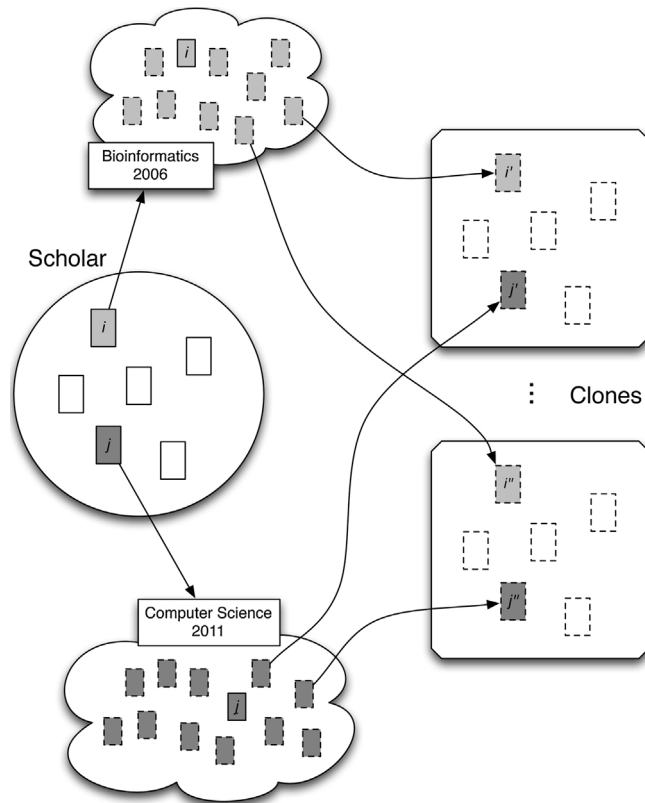 i
Bioinformatics
2006
i'
Scholar
i
j'
j
⋮ Clones
i"
Computer Science
2011
j"
j